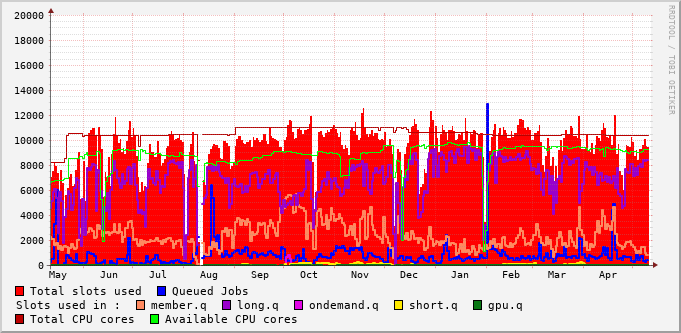 20000
18000
16000
14000
12000
10000
8000
6000
4000
2000
0
May Jun Jul Aug Sep Oct Nov Dec Jan Feb Mar Apr
RRDTOOL / TOBI OETIKER
Total slots used Queued Jobs
Slots used in : member.q long.q ondemand.q short.q gpu.q
Total CPU cores Available CPU cores